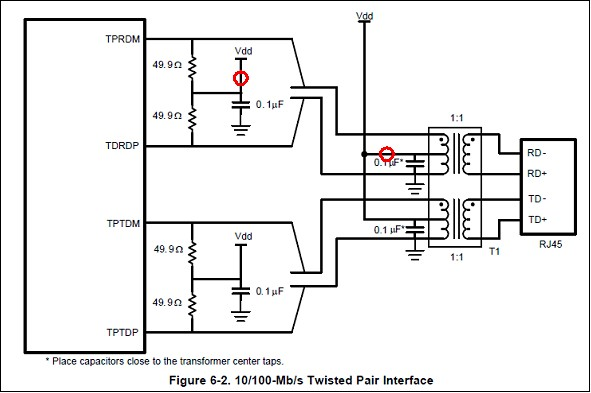 Vdd
TPRDM
Vdd
49.9Ω
0.1µF
49.9Ω
1:1
TDRDP
RD-
0.1µF*
RD+
TD-
TPTDM
TD+
Vdd
0.1 µF*
49.9Ω
RJ45
1:1
T1
0.1µF
49.9Ω
TPTDP
* Place capacitors close to the transformer center taps.
Figure 6-2. 10/100-Mb/s Twisted Pair Interface